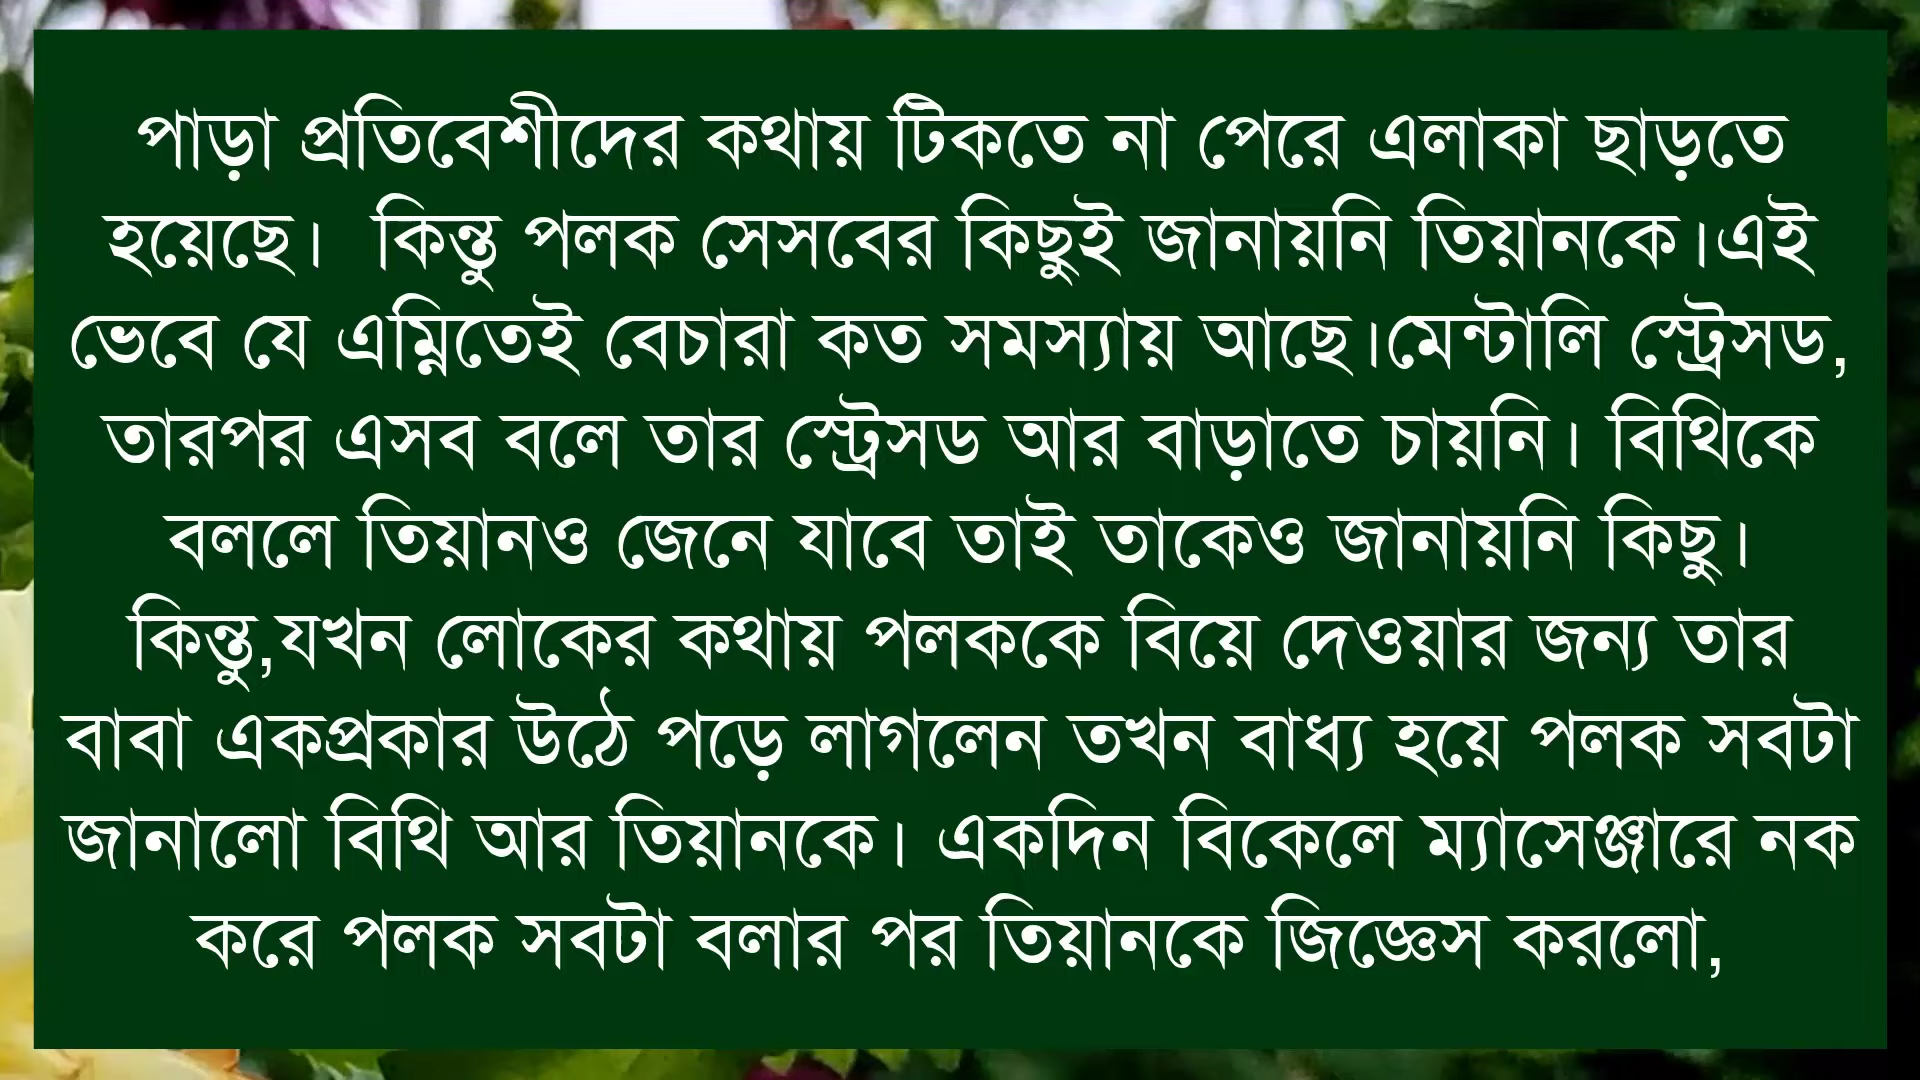 পাড়া প্রতিবেশীদের কথায় টিকতে না পেরে এলাকা ছাড়তে
হয়েছে।  কিন্তু পলক সেসবের কিছুই জানায়নি তিয়ানকে।এই
ভেবে যে এম্নিতেই বেচারা কত সমস্যায় আছে।মেন্টালি স্ট্রেসড,
তারপর এসব বলে তার স্ট্রেসড আর বাড়াতে চায়নি। বিথিকে
বললে তিয়ানও জেনে যাবে তাই তাকেও জানায়নি কিছু।
কিন্তু,যখন লোকের কথায় পলককে বিয়ে দেওয়ার জন্য তার
বাবা একপ্রকার উঠে পড়ে লাগলেন তখন বাধ্য হয়ে পলক সবটা
জানালো বিথি আর তিয়ানকে। একদিন বিকেলে ম্যাসেঞ্জারে নক
করে পলক সবটা বলার পর তিয়ানকে জিজ্ঞেস করলো,